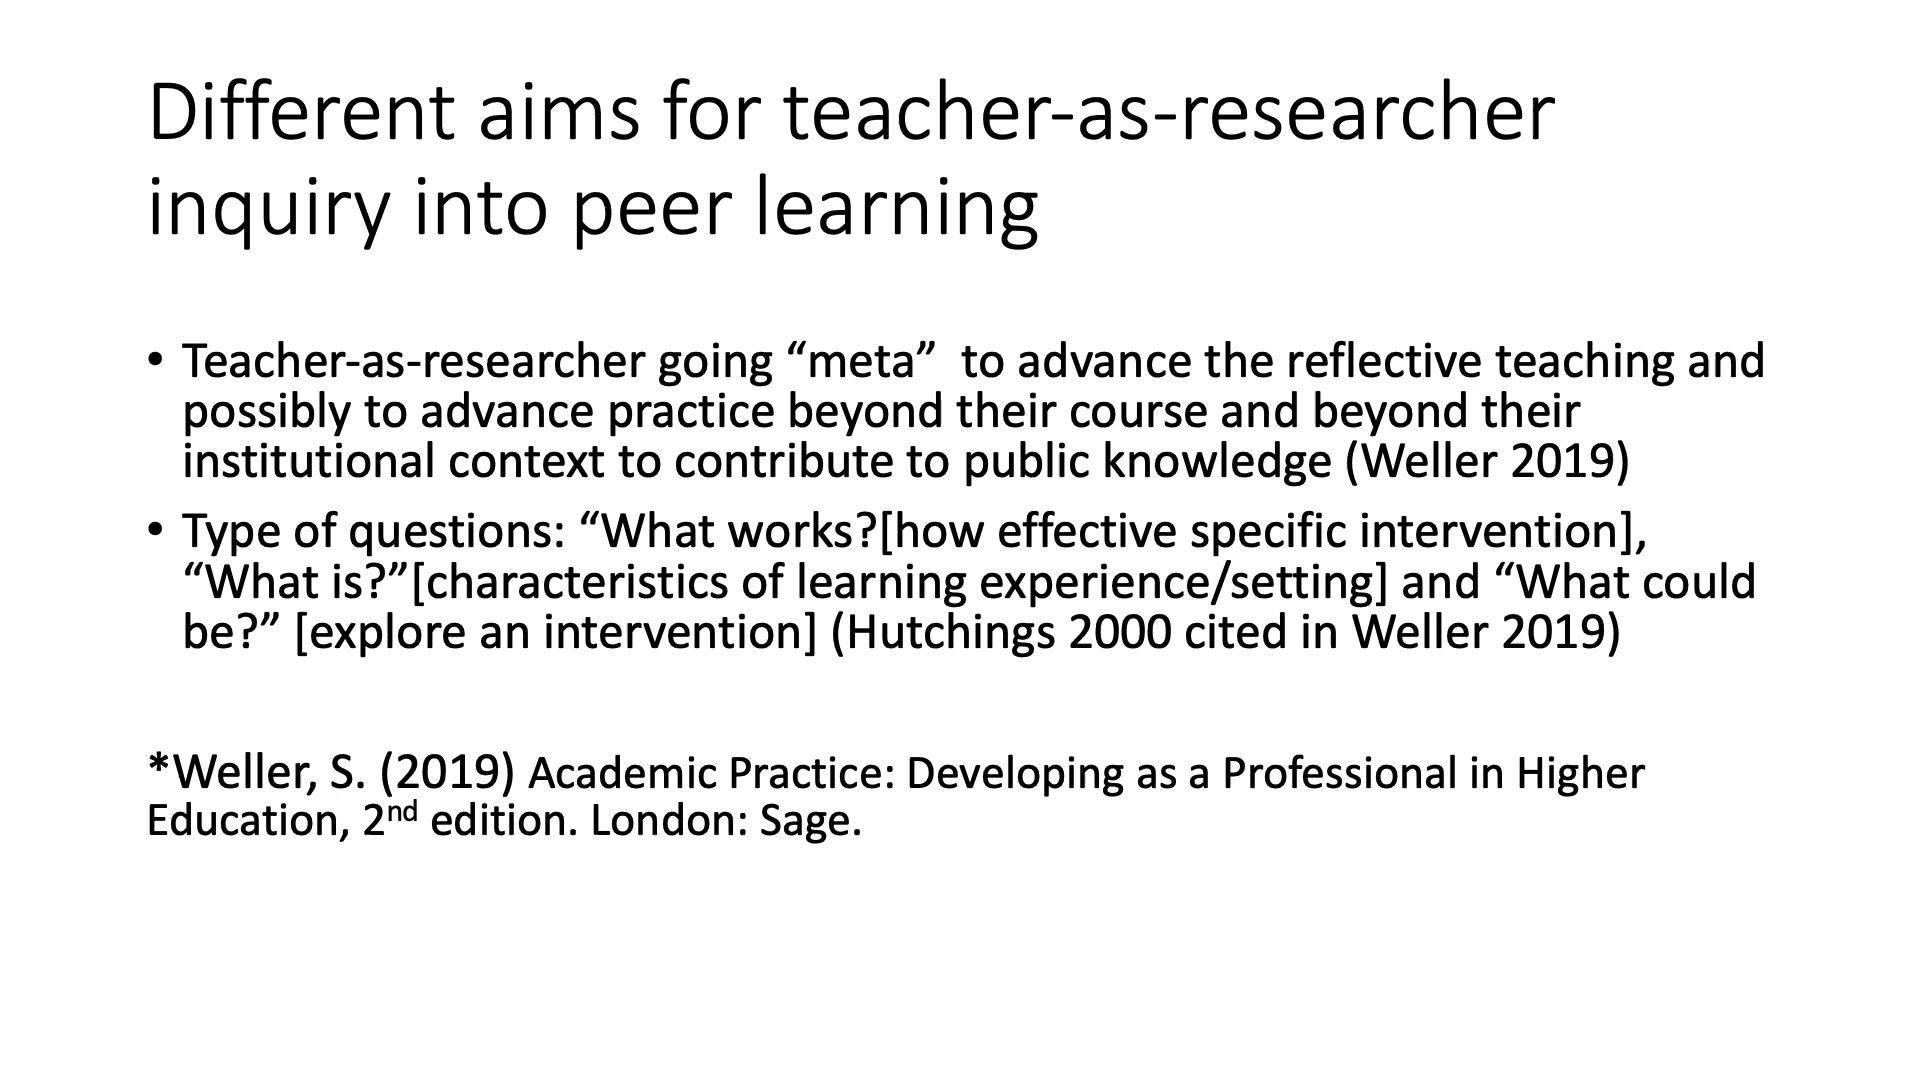 Different aims for teacher-as-researcher
inquiry into peer learning
• Teacher-as-researcher going “meta”  to advance the reflective teaching and
possibly to advance practice beyond their course and beyond their
institutional context to contribute to public knowledge (Weller 2019)
• Type of questions: “What works?[how effective specific intervention],
“What is?”[characteristics of learning experience/setting] and “What could
be?” [explore an intervention] (Hutchings 2000 cited in Weller 2019)
*Weller, S. (2019) Academic Practice: Developing as a Professional in Higher
Education, 2nd edition. London: Sage.